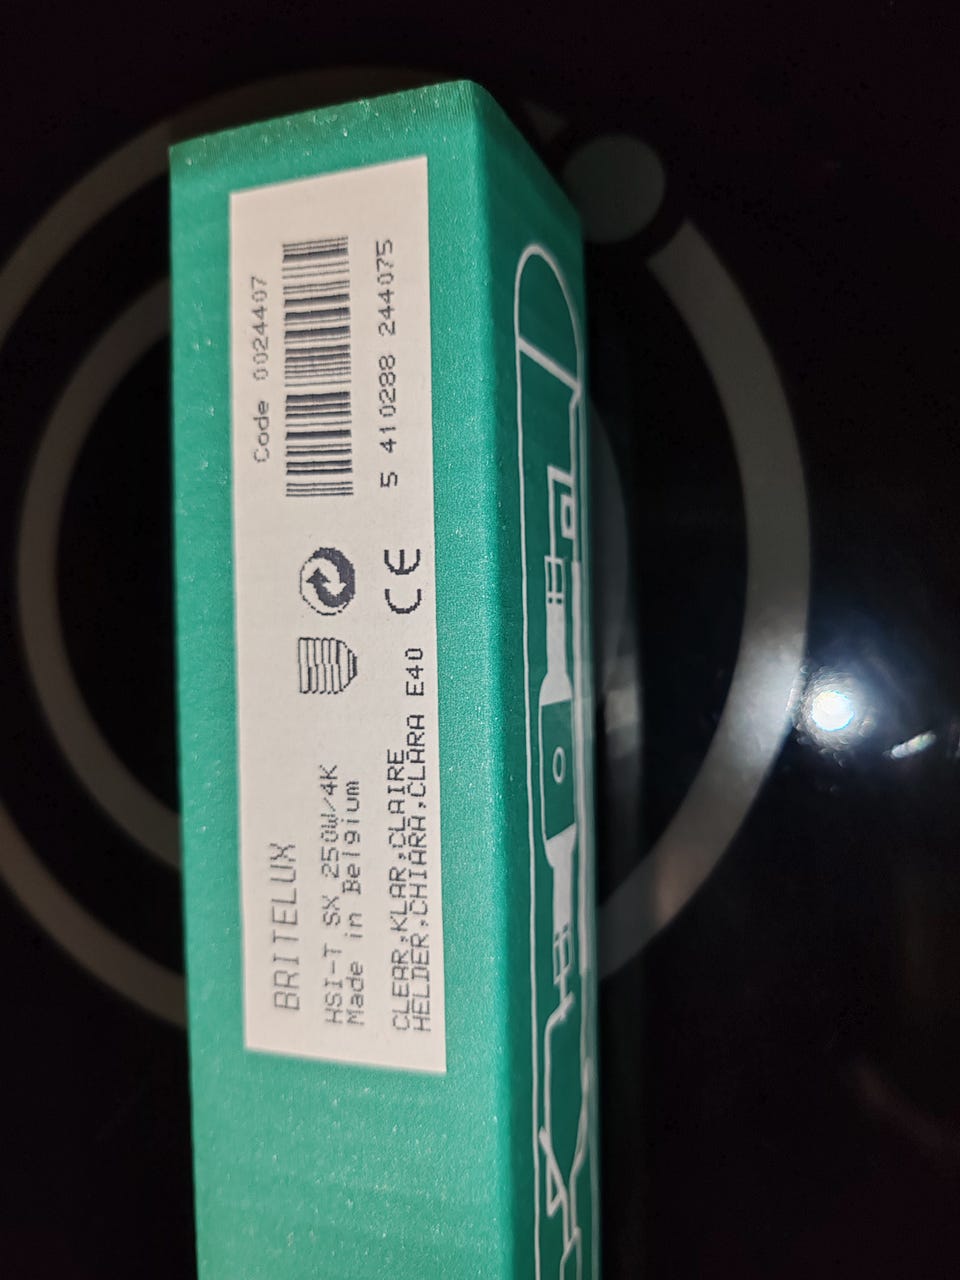 Code 0024407
5 410288 244075
BRITELUX
HSI-T SX 250W/4K
Made in Belgium
CLEAR,KLAR,CLAIRE
HELDER,CHIARA,CLARA E40
CE